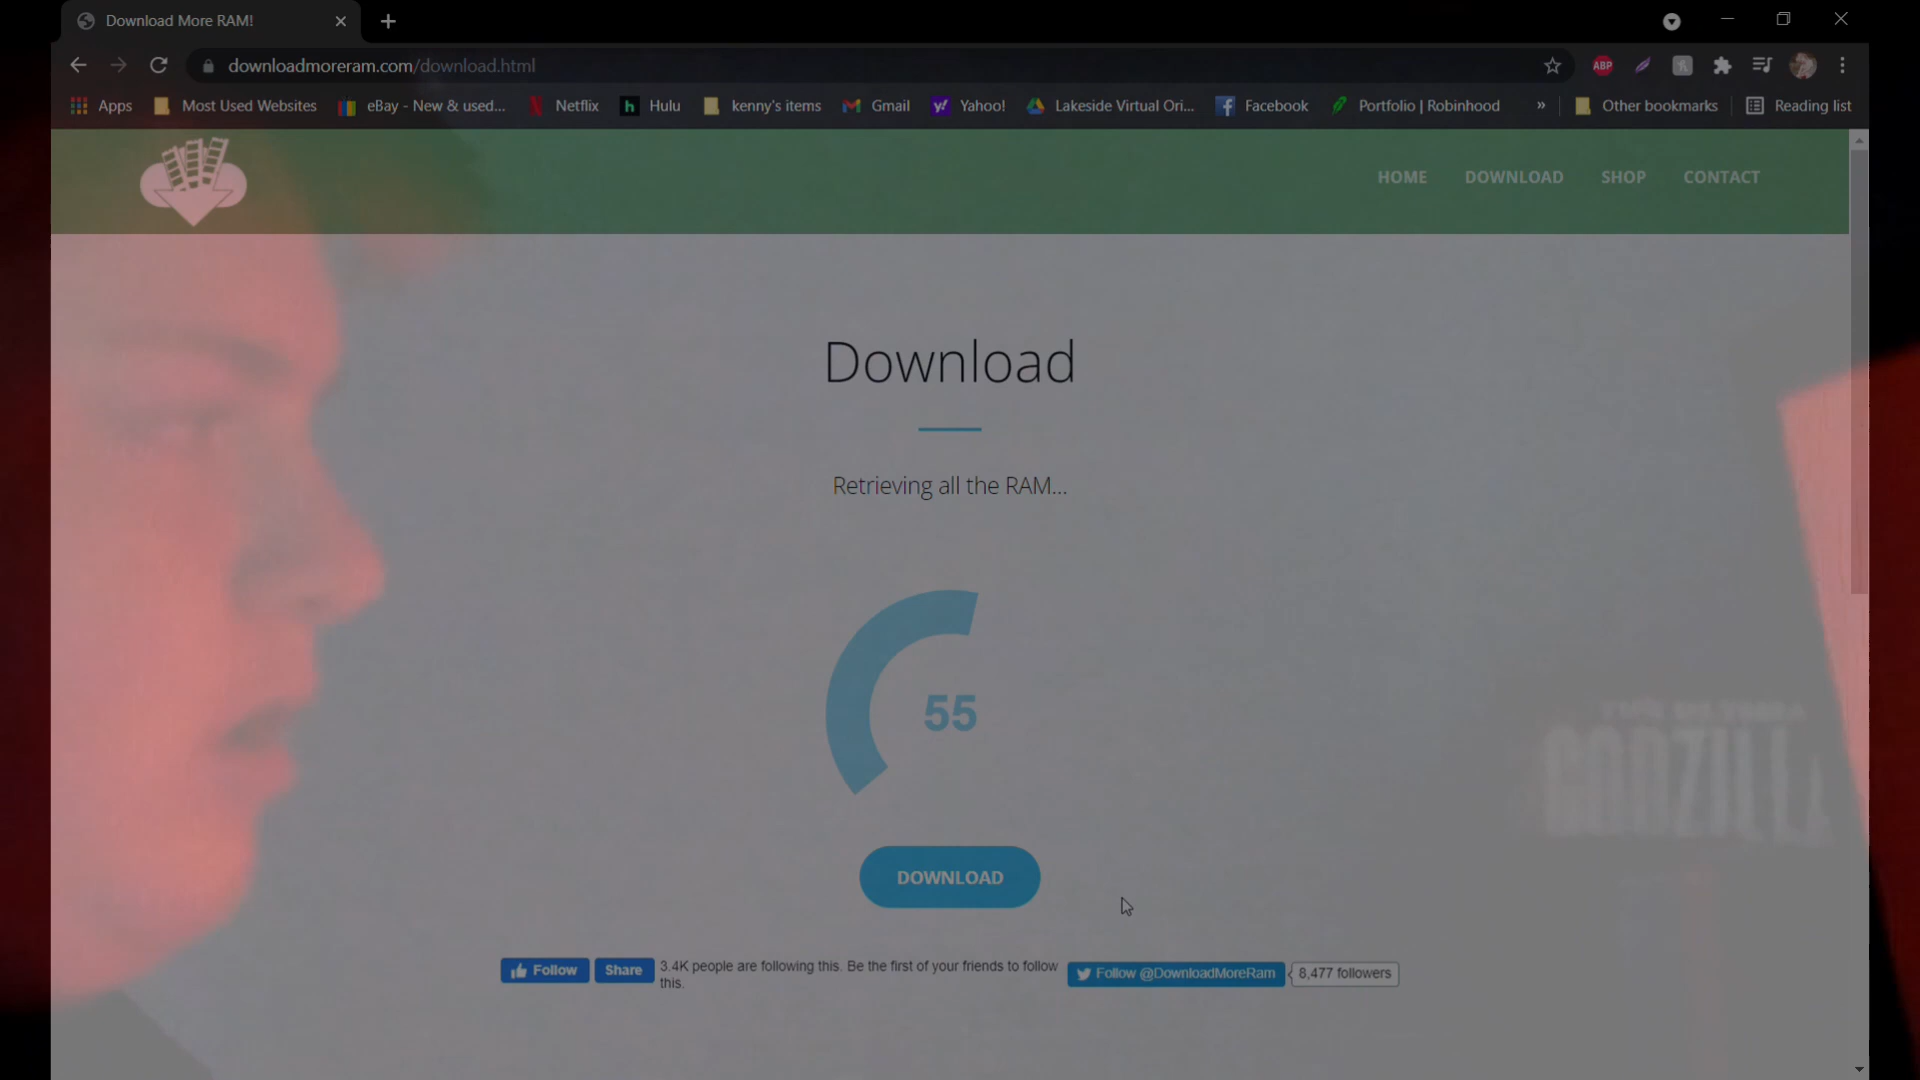 Download More RAM!
downloadmoreram.com/download.html
ABP
Apps Most Used Websites eBay - New & used... Netflix h Hulu kenny's items Gmail y! Yahoo! Lakeside Virtual Ori... Facebook Portfolio | Robinhood » Other bookmarks Reading list
HOME DOWNLOAD SHOP CONTACT
Download
Retrieving all the RAM...
55
GODZILLA
DOWNLOAD
Follow Share 3.4K people are following this. Be the first of your friends to follow
this.
Follow @DownloadMoreRam 8,477 followers